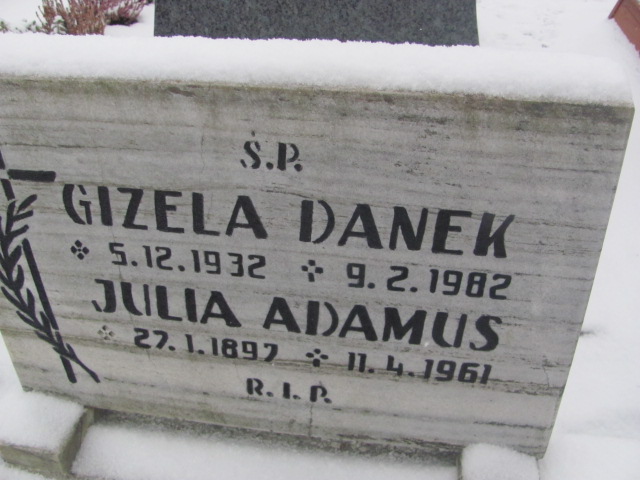 Ś.P.
GIZELA DANEK
5.12.1932 9.2.1982
JULIA ADAMUS
27.1.1897 11.4.1961
R.I.P.